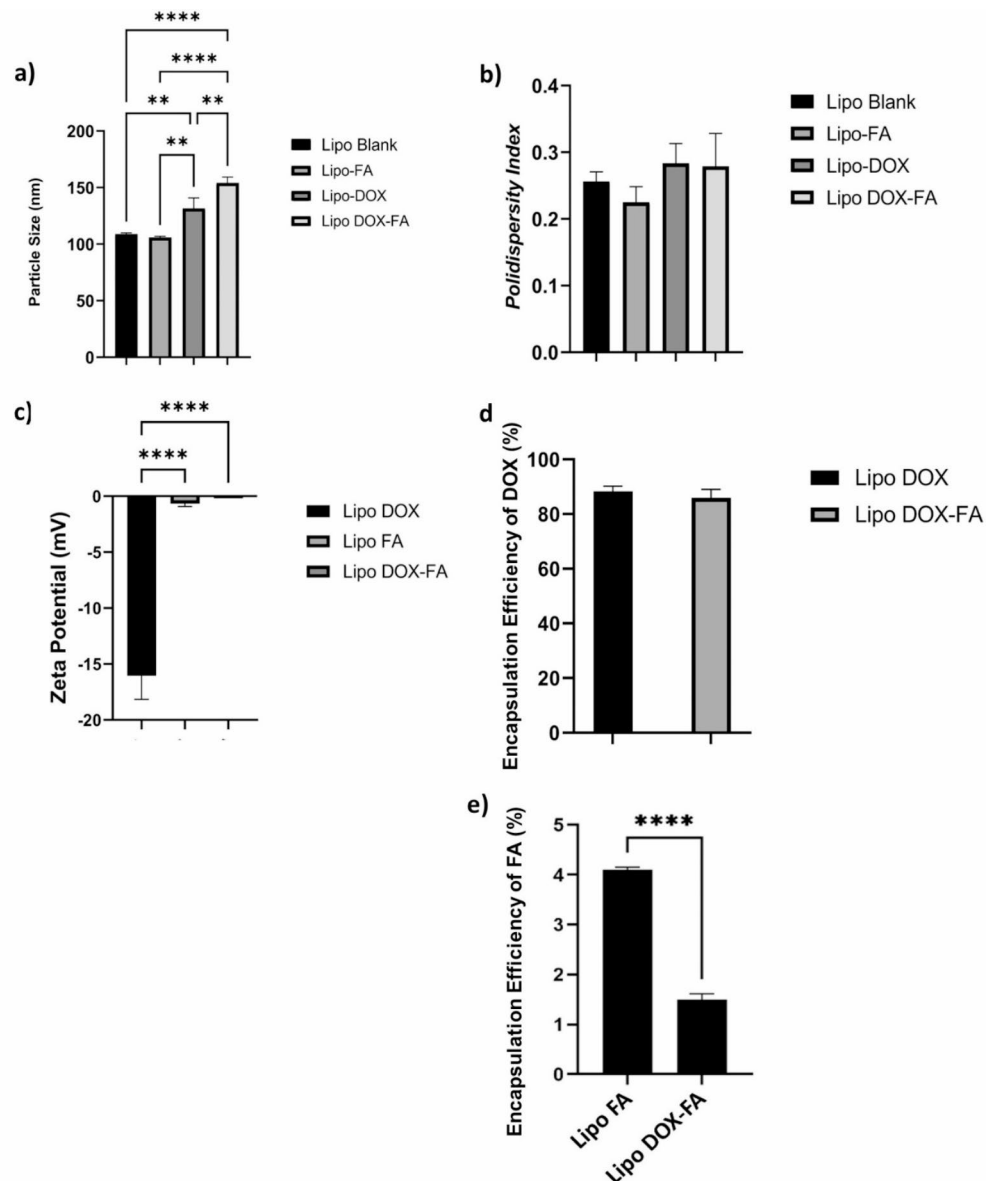 a)
****
****
**
**
**
Particle Size (nm)
200
150
100
50
0
Lipo Blank
Lipo-FA
Lipo-DOX
Lipo DOX-FA
b)
Polidispersity Index
0.4
0.3
0.2
0.1
0.0
Lipo Blank
Lipo-FA
Lipo-DOX
Lipo DOX-FA
c)
****
****
Zeta Potential (mV)
0
-5
-10
-15
-20
Lipo DOX
Lipo FA
Lipo DOX-FA
d)
Encapsulation Efficiency of DOX (%)
100
80
60
40
20
0
Lipo DOX
Lipo DOX-FA
e)
Encapsulation Efficiency of FA (%)
5
4
3
2
1
0
****
Lipo FA
Lipo DOX-FA